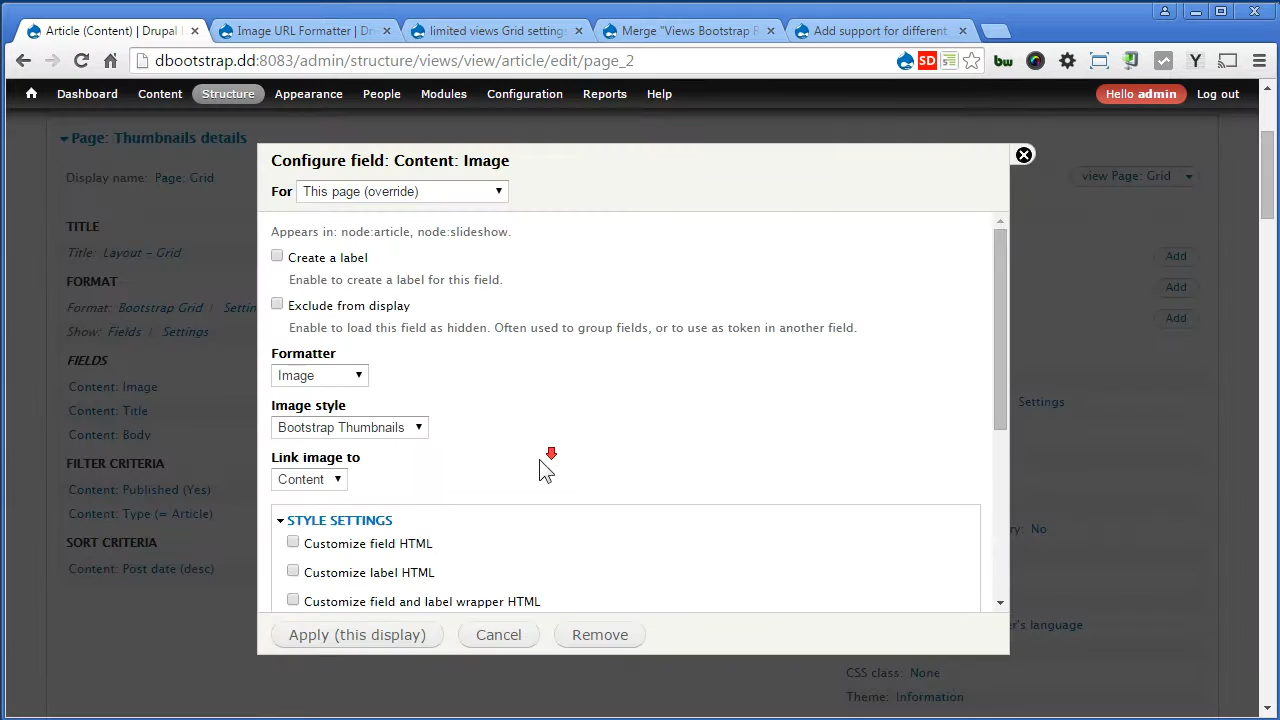 Article (Content) | Drupal
Image URL Formatter | Dr
limited views Grid settings
Merge "Views Bootstrap P
Add support for different
dbootstrap.dd:8083/admin/structure/views/view/article/edit/page_2
SD
bw
Y
Dashboard
Content
Structure
Appearance
People
Modules
Configuration
Reports
Help
Hello admin
Log out
Page: Thumbnails details
Display name: Page: Grid
view Page: Grid
TITLE
Title: Layout - Grid
FORMAT
Format: Bootstrap Grid | Settin
Show: Fields | Settings
FIELDS
Content: Image
Content: Title
Content: Body
FILTER CRITERIA
Content: Published (Yes)
Content: Type (= Article)
SORT CRITERIA
Content: Post date (desc)
Configure field: Content: Image
For This page (override)
Appears in: node:article, node:slideshow.
Create a label
Enable to create a label for this field.
Exclude from display
Enable to load this field as hidden. Often used to group fields, or to use as token in another field.
Formatter
Image
Image style
Bootstrap Thumbnails
Link image to
Content
STYLE SETTINGS
Customize field HTML
Customize label HTML
Customize field and label wrapper HTML
Apply (this display)
Cancel
Remove
Add
Add
Add
Settings
ry: No
er's language
CSS class: None
Theme: Information